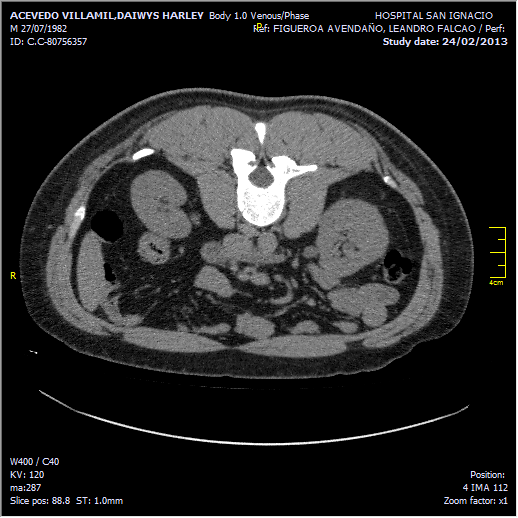 ACEVEDO VILLAMIL,DAIWYS HARLEY Body 1.0 Venous/Phase
HOSPITAL SAN IGNACIO
M 27/07/1982
Ref: FIGUEROA AVENDAÑO, LEANDRO FALCAO / Perf:
ID: C.C-80756357
Study date: 24/02/2013
R
4cm
W400 / C40
KV: 120
ma:287
Slice pos: 88.8 ST: 1.0mm
Position:
4 IMA 112
Zoom factor: x1